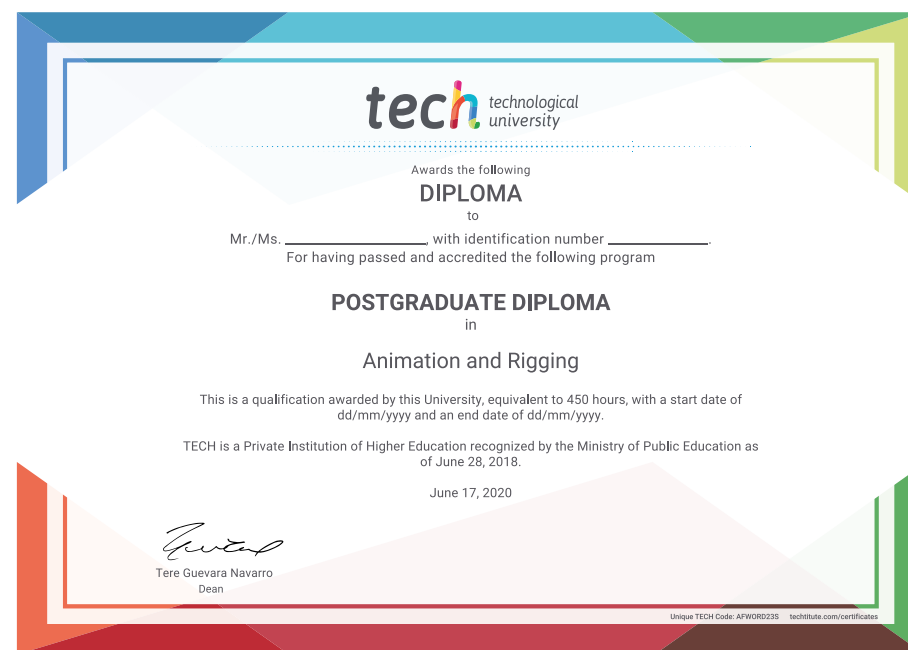 tech technological
university
Awards the following
DIPLOMA
to
Mr./Ms. ____________, with identification number ____________.
For having passed and accredited the following program
POSTGRADUATE DIPLOMA
in
Animation and Rigging
This is a qualification awarded by this University, equivalent to 450 hours, with a start date of
dd/mm/yyyy and an end date of dd/mm/yyyy.
TECH is a Private Institution of Higher Education recognized by the Ministry of Public Education as
of June 28, 2018.
June 17, 2020
Tere Guevara Navarro
Dean
Unique TECH Code: AFWORD23S techtitute.com/certificates